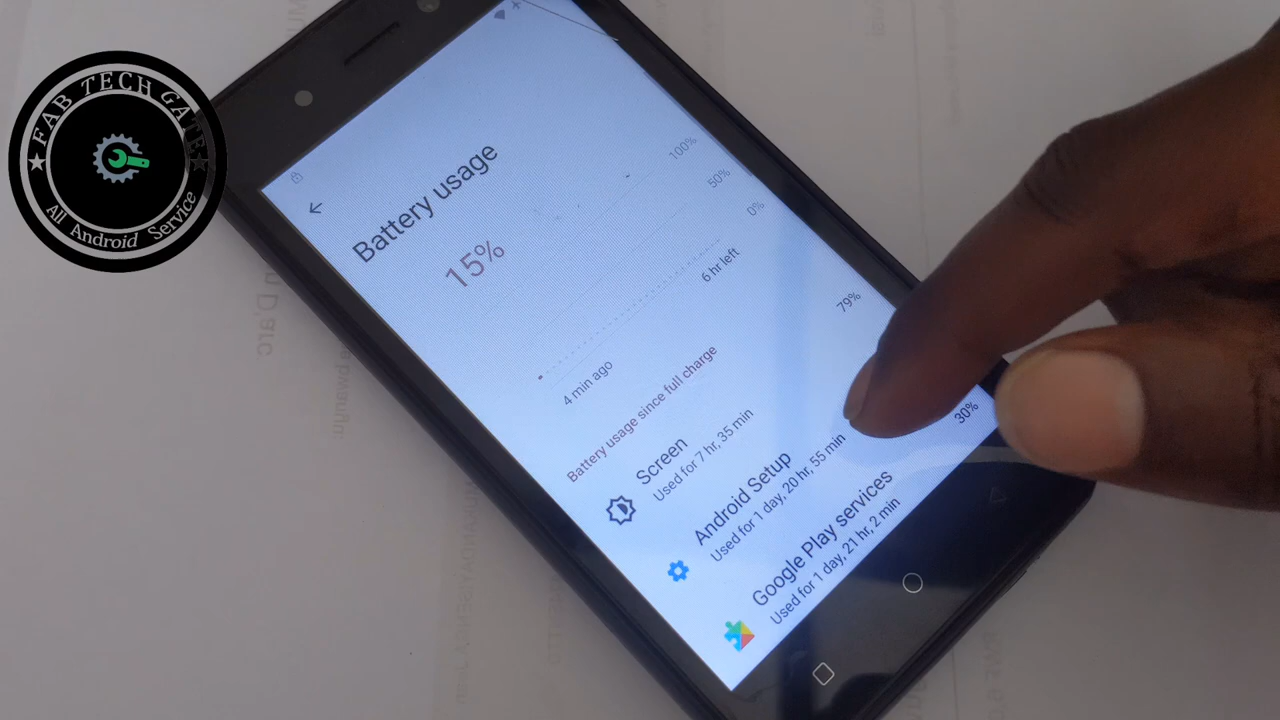 FAB TECH GATE
All Android Service
Battery usage
15%
100%
50%
0%
4 min ago
6 hr left
Battery usage since full charge
79%
Screen
Used for 7 hr, 35 min
Android Setup
Used for 1 day, 20 hr, 55 min
Google Play services
30%
Used for 1 day, 21 hr, 2 min
D'arc